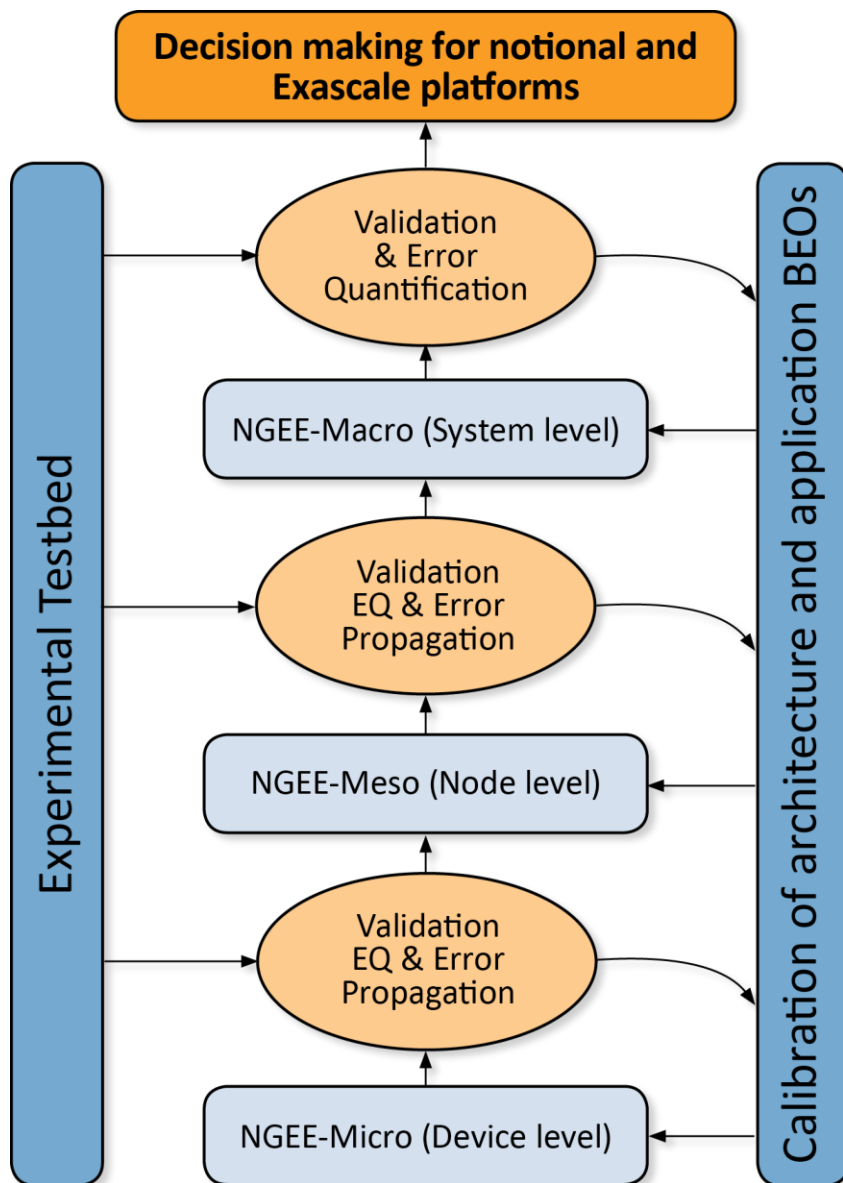 Decision making for notional and
Exascale platforms
Experimental Testbed
Validation
& Error
Quantification
NGEE-Macro (System level)
Validation
EQ & Error
Propagation
NGEE-Meso (Node level)
Validation
EQ & Error
Propagation
NGEE-Micro (Device level)
Calibration of architecture and application BEOs